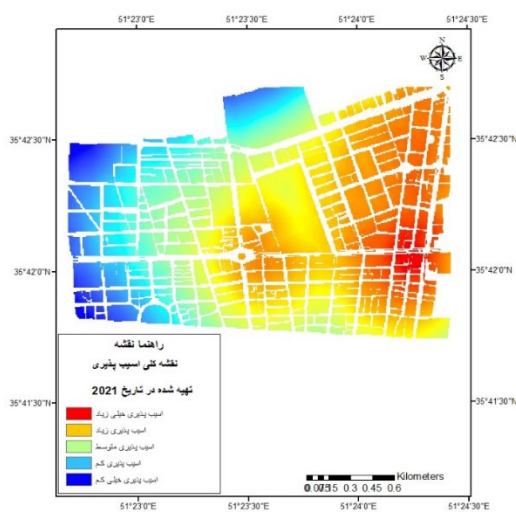 51°23'0"E 51°23'30"E 51°24'0"E 51°24'30"E
N
W E
S
35°42'30"N 35°42'30"N
35°42'0"N 35°42'0"N
35°41'30"N 35°41'30"N
راهنما نقشه
نقشه کلی اسیب پذیری
تهیه شده در تاریخ 2021
اسیب پذیری خیلی زیاد
اسیب پذیری زیاد
اسیب پذیری متوسط
اسیب پذیری کم
اسیب پذیری خیلی کم
Kilometers
0.3 0.45 0.6
51°23'0"E 51°23'30"E 51°24'0"E 51°24'30"E